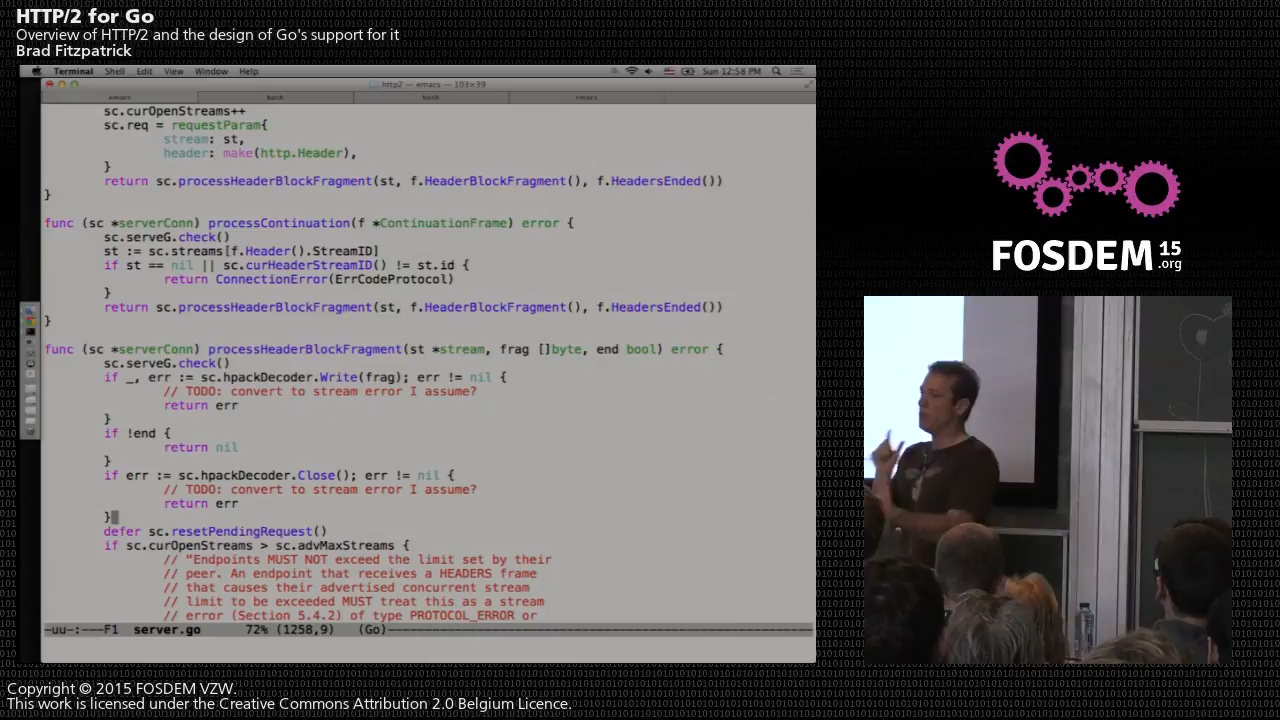 HTTP/2 for Go
Overview of HTTP/2 and the design of Go's support for it
Brad Fitzpatrick
Terminal Shell Edit View Window Help
Sun 12:58 PM
http2 — emacs — 103×39
emacs bash bash emacs
sc.curOpenStreams++
sc.req = requestParam{
stream: st,
header: make(http.Header),
}
return sc.processHeaderBlockFragment(st, f.HeaderBlockFragment(), f.HeadersEnded())
}
func (sc *serverConn) processContinuation(f *ContinuationFrame) error {
sc.serveG.check()
st := sc.streams[f.Header().StreamID]
if st == nil || sc.curHeaderStreamID() != st.id {
return ConnectionError(ErrCodeProtocol)
}
return sc.processHeaderBlockFragment(st, f.HeaderBlockFragment(), f.HeadersEnded())
}
func (sc *serverConn) processHeaderBlockFragment(st *stream, frag []byte, end bool) error {
sc.serveG.check()
if _, err := sc.hpackDecoder.Write(frag); err != nil {
// TODO: convert to stream error I assume?
return err
}
if !end {
return nil
}
if err := sc.hpackDecoder.Close(); err != nil {
// TODO: convert to stream error I assume?
return err
}
defer sc.resetPendingRequest()
if sc.curOpenStreams > sc.advMaxStreams {
// "Endpoints MUST NOT exceed the limit set by their
// peer. An endpoint that receives a HEADERS frame
// that causes their advertised concurrent stream
// limit to be exceeded MUST treat this as a stream
// error (Section 5.4.2) of type PROTOCOL_ERROR or
-uu-:---F1 server.go 72% (1258,9) (Go)
FOSDEM 15
.org
Copyright © 2015 FOSDEM VZW.
This work is licensed under the Creative Commons Attribution 2.0 Belgium Licence.